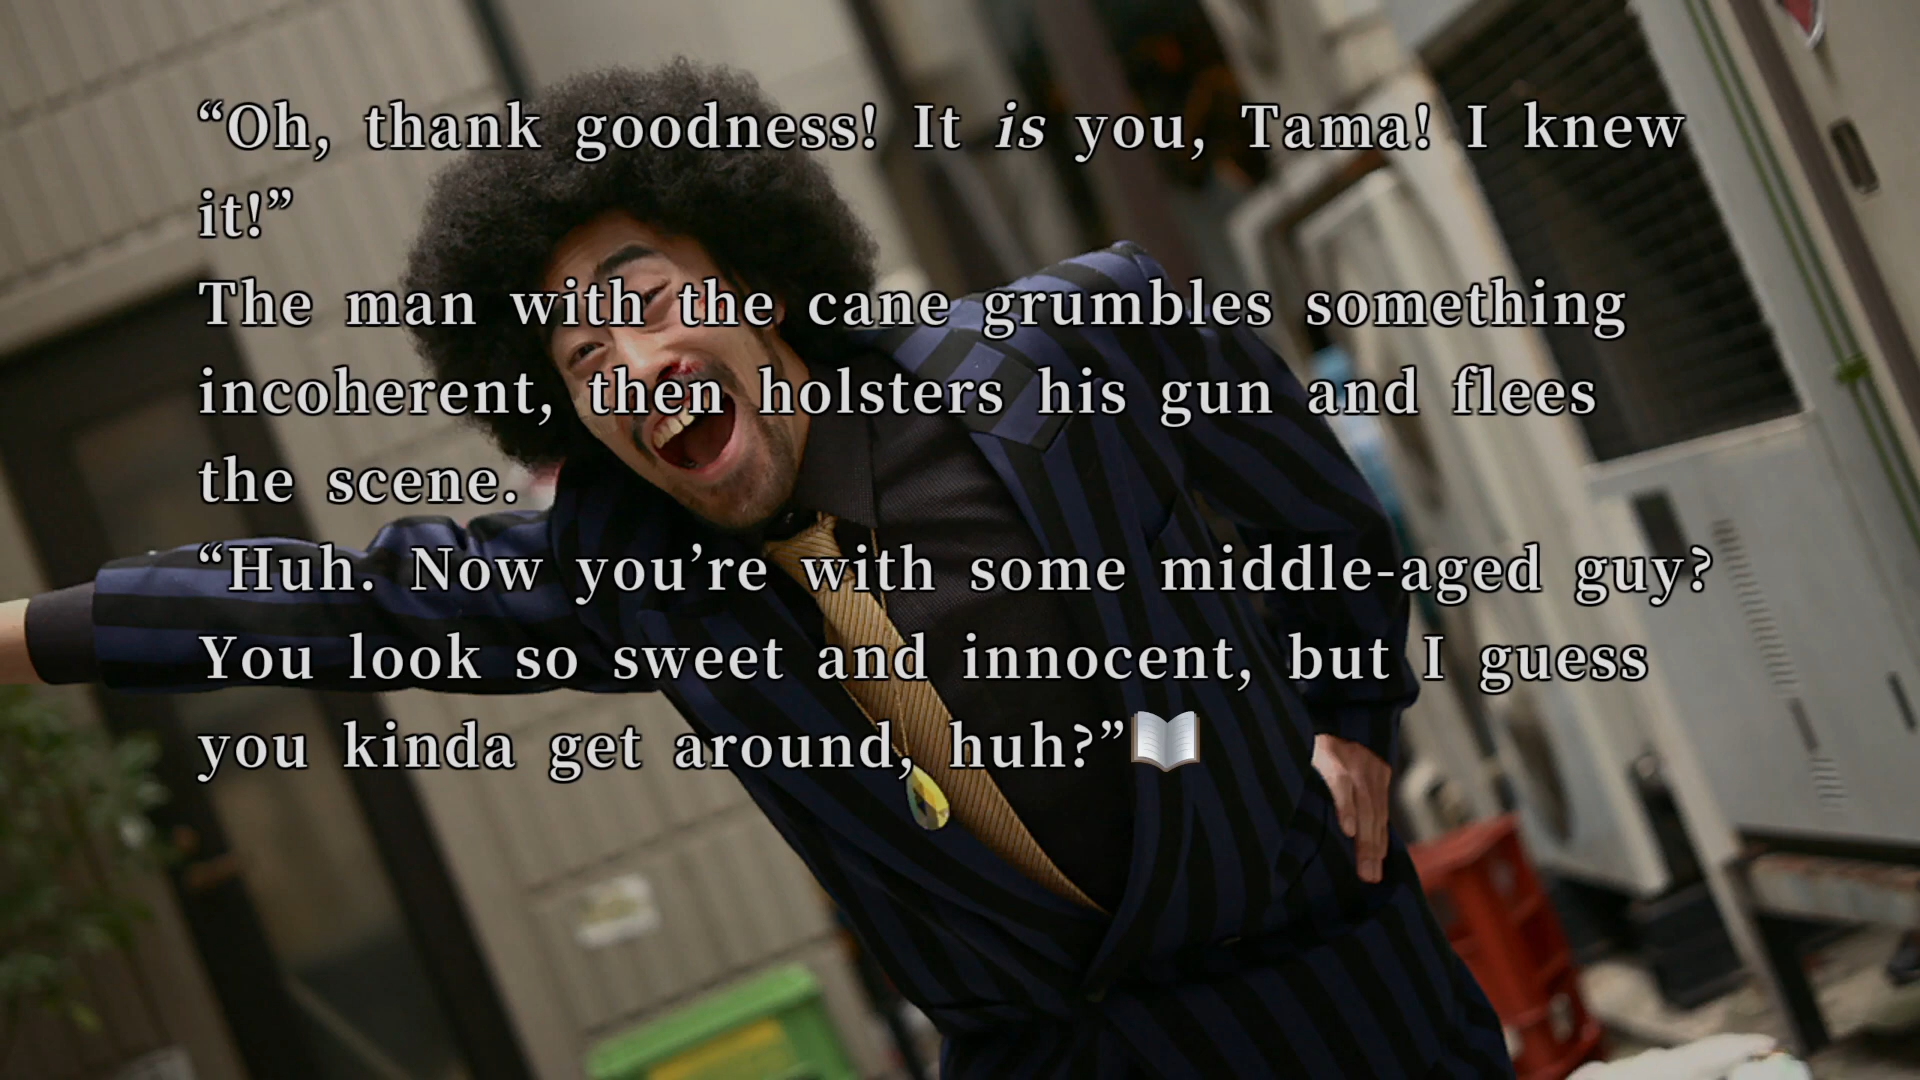 “Oh, thank goodness! It is you, Tama! I knew
it!”
The man with the cane grumbles something
incoherent, then holsters his gun and flees
the scene.
“Huh. Now you’re with some middle-aged guy?
You look so sweet and innocent, but I guess
you kinda get around, huh?”